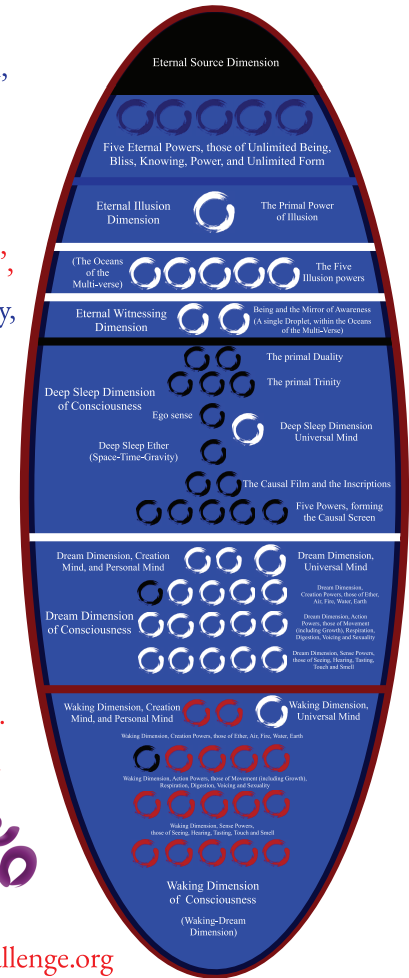 Eternal Source Dimension
Five Eternal Powers, those of Unlimited Being,
Bliss, Knowing, Power, and Unlimited Form
Eternal Illusion
Dimension
The Primal Power
of Illusion
(The Oceans
of the
Multi-verse)
The Five
Illusion powers
Eternal Witnessing
Dimension
Being and the Mirror of Awareness
(A single Droplet, within the Oceans
of the Multi-Verse)
The primal Duality
The primal Trinity
Deep Sleep Dimension
of Consciousness
Ego sense
Deep Sleep Dimension
Universal Mind
Deep Sleep Ether
(Space-Time-Gravity)
The Causal Film and the Inscriptions
Five Powers, forming
the Causal Screen
Dream Dimension, Creation
Mind, and Personal Mind
Dream Dimension,
Universal Mind
Dream Dimension,
Creation Powers, those of Ether,
Air, Fire, Water, Earth
Dream Dimension
of Consciousness
Dream Dimension, Action
Powers, those of Movement
(including Growth), Respiration,
Digestion, Voicing and Sexuality
Dream Dimension, Sense Powers,
those of Seeing, Hearing, Tasting,
Touch and Smell
Waking Dimension, Creation
Mind, and Personal Mind
Waking Dimension,
Universal Mind
Waking Dimension, Creation Powers, those of Ether, Air, Fire, Water, Earth
Waking Dimension, Action Powers, those of Movement (including Growth),
Respiration, Digestion, Voicing and Sexuality
Waking Dimension, Sense Powers,
those of Seeing, Hearing, Tasting, Touch and Smell
Waking Dimension
of Consciousness
(Waking-Dream
Dimension)
allenge.org